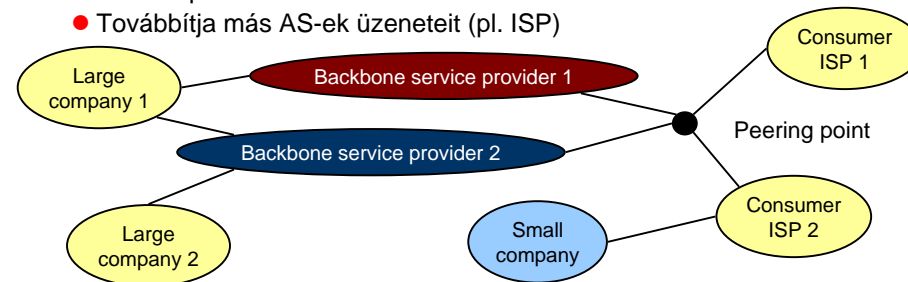 Továbbítja más AS-ek üzeneteit (pl. ISP)
Large
company 1
Backbone service provider 1
Consumer
ISP 1
Peering point
Backbone service provider 2
Large
company 2
Small
company
Consumer
ISP 2